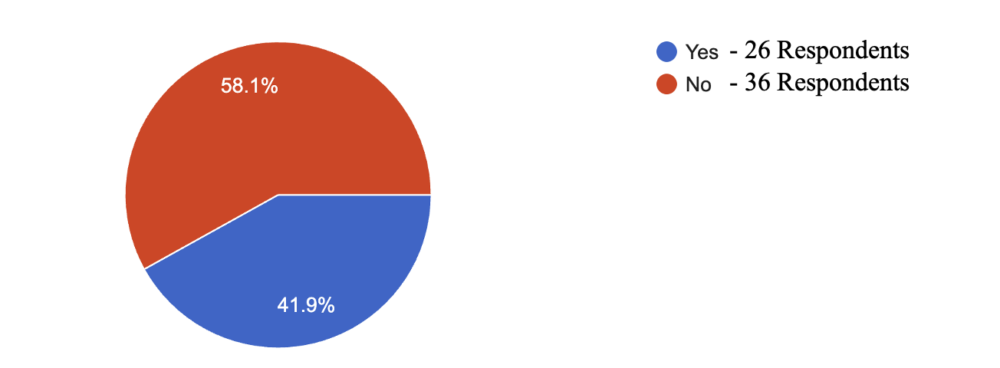 Yes - 26 Respondents
No - 36 Respondents
58.1%
41.9%